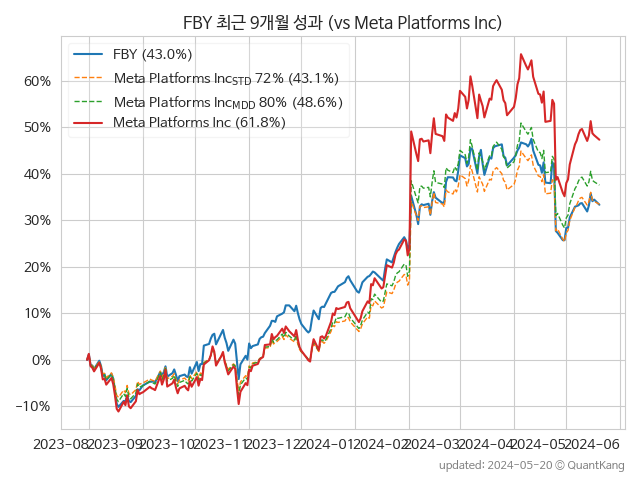 FBY 최근 9개월 성과 (vs Meta Platforms Inc)
FBY (43.0%)
Meta Platforms IncSTD 72% (43.1%)
Meta Platforms IncMDD 80% (48.6%)
Meta Platforms Inc (61.8%)
60%
50%
40%
30%
20%
10%
0%
−10%
2023−08 2023−09 2023−10 2023−11 2023−12 2024−01 2024−02 2024−03 2024−04 2024−05 2024−06
updated: 2024-05-20 © QuantKang